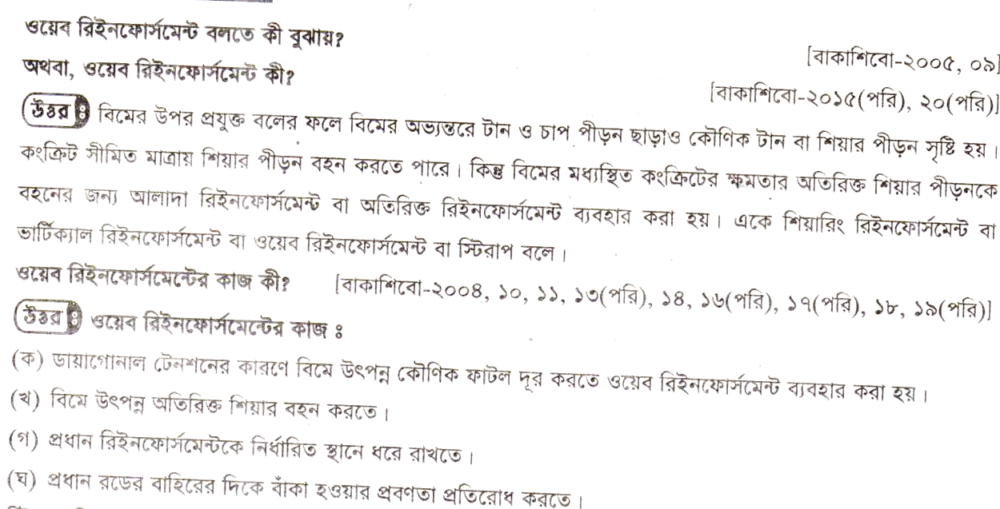 ওয়েব রিইনফোর্সমেন্ট বলতে কী বুঝায়?
[বাকাশিবো-২০০৫, ০৯]
অথবা, ওয়েব রিইনফোর্সমেন্ট কী?
[বাকাশিবো-২০১৫(পরি), ২০(পরি)]
উত্তর ঃ বিমের উপর প্রযুক্ত বলের ফলে বিমের অভ্যন্তরে টান ও চাপ পীড়ন ছাড়াও কৌণিক টান বা শিয়ার পীড়ন সৃষ্টি হয়।
কংক্রিট সীমিত মাত্রায় শিয়ার পীড়ন বহন করতে পারে। কিন্তু বিমের মধ্যস্থিত কংক্রিটের ক্ষমতার অতিরিক্ত শিয়ার পীড়নকে
বহনের জন্য আলাদা রিইনফোর্সমেন্ট বা অতিরিক্ত রিইনফোর্সমেন্ট ব্যবহার করা হয়। একে শিয়ারিং রিইনফোর্সমেন্ট বা
ভার্টিক্যাল রিইনফোর্সমেন্ট বা ওয়েব রিইনফোর্সমেন্ট বা স্টিরাপ বলে।
ওয়েব রিইনফোর্সমেন্টের কাজ কী? [বাকাশিবো-২০০৪, ১০, ১১, ১৩(পরি), ১৪, ১৬(পরি), ১৭(পরি), ১৮, ১৯(পরি)]
উত্তর ঃ ওয়েব রিইনফোর্সমেন্টের কাজ ঃ
(ক) ডায়াগোনাল টেনশনের কারণে বিমে উৎপন্ন কৌণিক ফাটল দূর করতে ওয়েব রিইনফোর্সমেন্ট ব্যবহার করা হয়।
(খ) বিমে উৎপন্ন অতিরিক্ত শিয়ার বহন করতে।
(গ) প্রধান রিইনফোর্সমেন্টকে নির্ধারিত স্থানে ধরে রাখতে।
(ঘ) প্রধান রডের বাহিরের দিকে বাঁকা হওয়ার প্রবণতা প্রতিরোধ করতে।